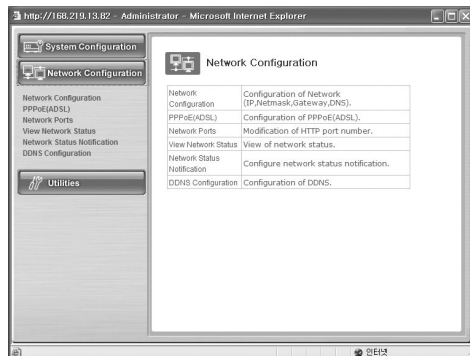 http://168.219.13.82 - Administrator - Microsoft Internet Explorer
System Configuration
Network Configuration
Network Configuration
PPPoE(ADSL)
Network Ports
View Network Status
Network Status Notification
DDNS Configuration
Utilities
Network Configuration
Network Configuration
Configuration of Network (IP,Netmask,Gateway,DNS).
PPPoE(ADSL)
Configuration of PPPoE(ADSL).
Network Ports
Modification of HTTP port number.
View Network Status
View of network status.
Network Status Notification
Configure network status notification.
DDNS Configuration
Configuration of DDNS.
인터넷